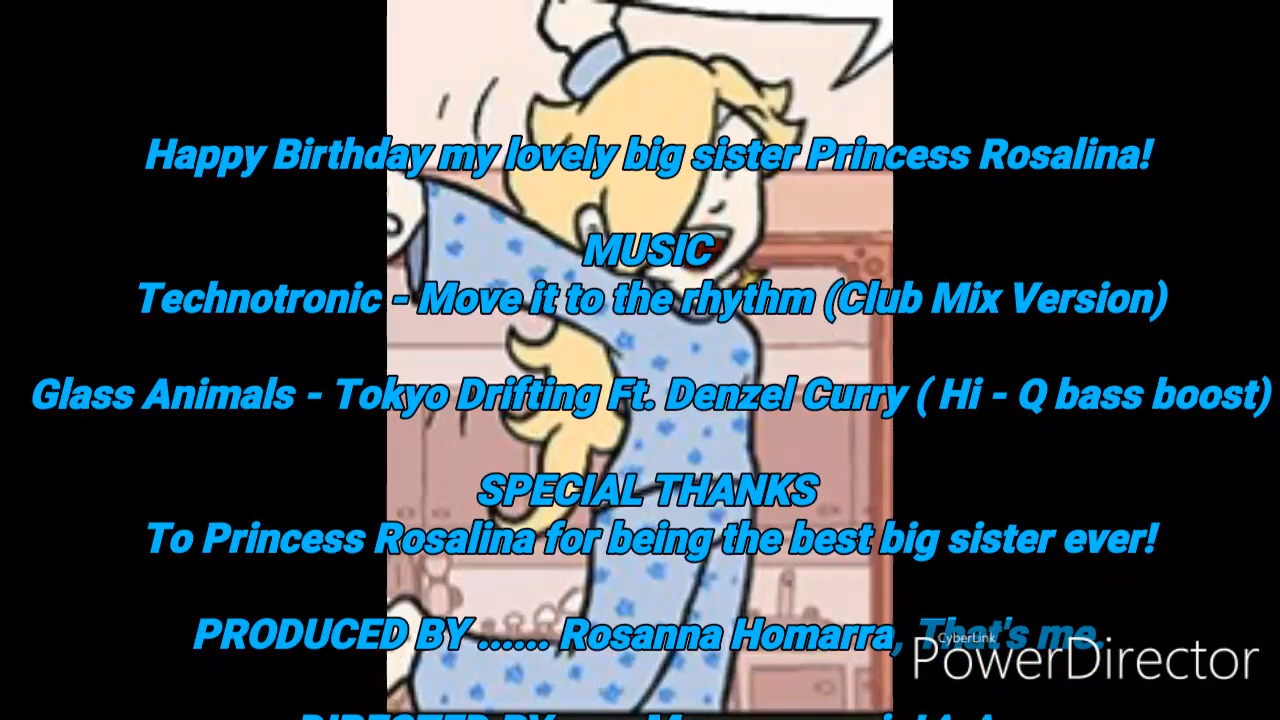 Happy Birthday my lovely big sister Princess Rosalina!
MUSIC
Technotronic - Move it to the rhythm (Club Mix Version)
Glass Animals - Tokyo Drifting Ft. Denzel Curry ( Hi - Q bass boost)
SPECIAL THANKS
To Princess Rosalina for being the best big sister ever!
PRODUCED BY ...... Rosanna Homarra, That's me.
CyberLink
PowerDirector
DIRECTED BY